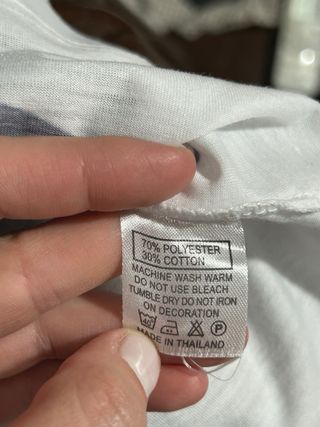 70% POLYESTER
30% COTTON
MACHINE WASH WARM
DO NOT USE BLEACH
TUMBLE DRY DO NOT IRON
ON DECORATION
40 P
MADE IN THAILAND